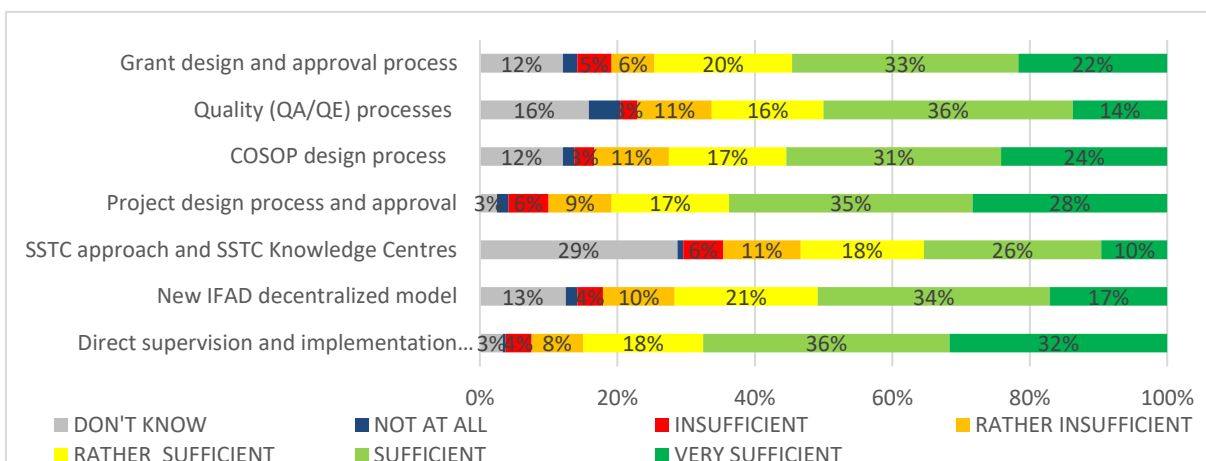 Grant design and approval process 12% 5% 6% 20% 33% 22%
Quality (QA/QE) processes 16% 3% 11% 16% 36% 14%
COSOP design process 12% 3% 11% 17% 31% 24%
Project design process and approval 3% 6% 9% 17% 35% 28%
SSTC approach and SSTC Knowledge Centres 29% 6% 11% 18% 26% 10%
New IFAD decentralized model 13% 4% 10% 21% 34% 17%
Direct supervision and implementation… 3% 4% 8% 18% 36% 32%
0% 20% 40% 60% 80% 100%
DON'T KNOW NOT AT ALL INSUFFICIENT RATHER INSUFFICIENT
RATHER SUFFICIENT SUFFICIENT VERY SUFFICIENT